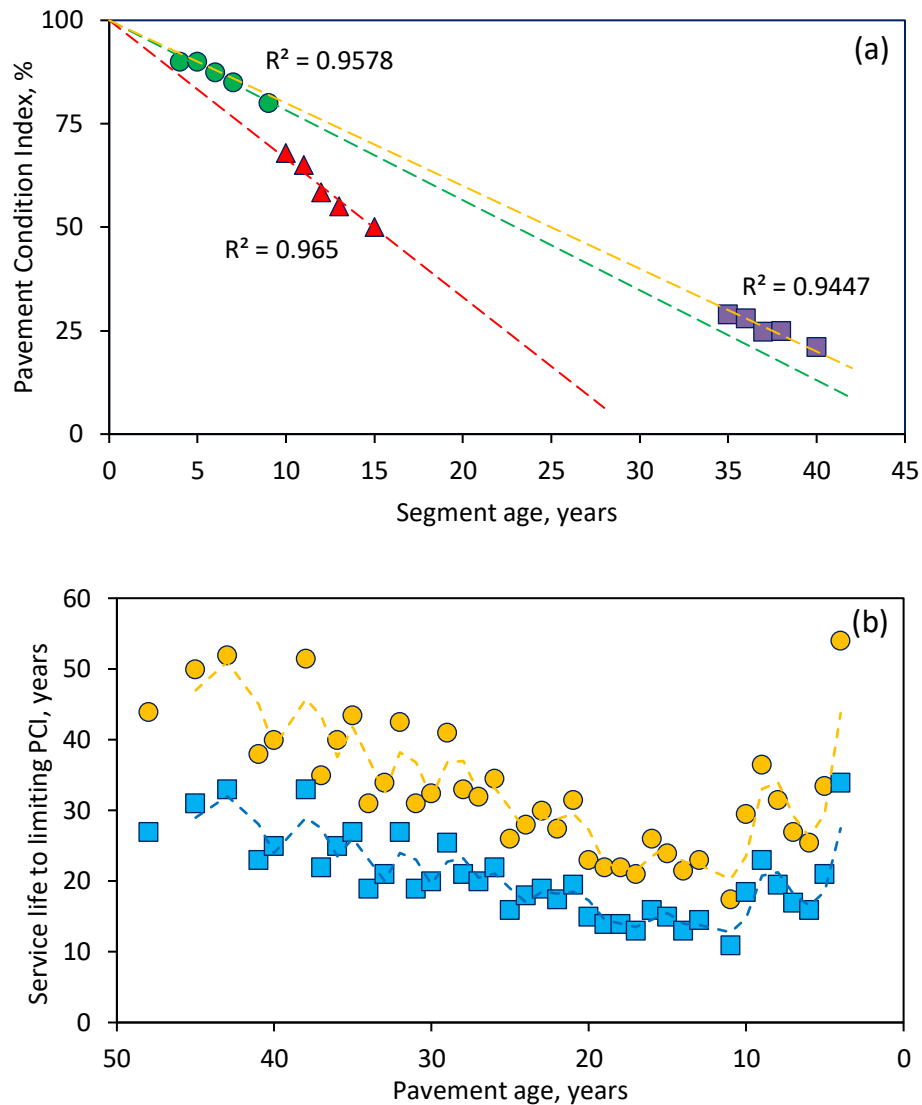 (a)
Pavement Condition Index, %
100
75
50
25
0
R² = 0.9578
R² = 0.965
R² = 0.9447
0 5 10 15 20 25 30 35 40 45
Segment age, years
(b)
Service life to limiting PCI, years
60
50
40
30
20
10
0
50 40 30 20 10 0
Pavement age, years